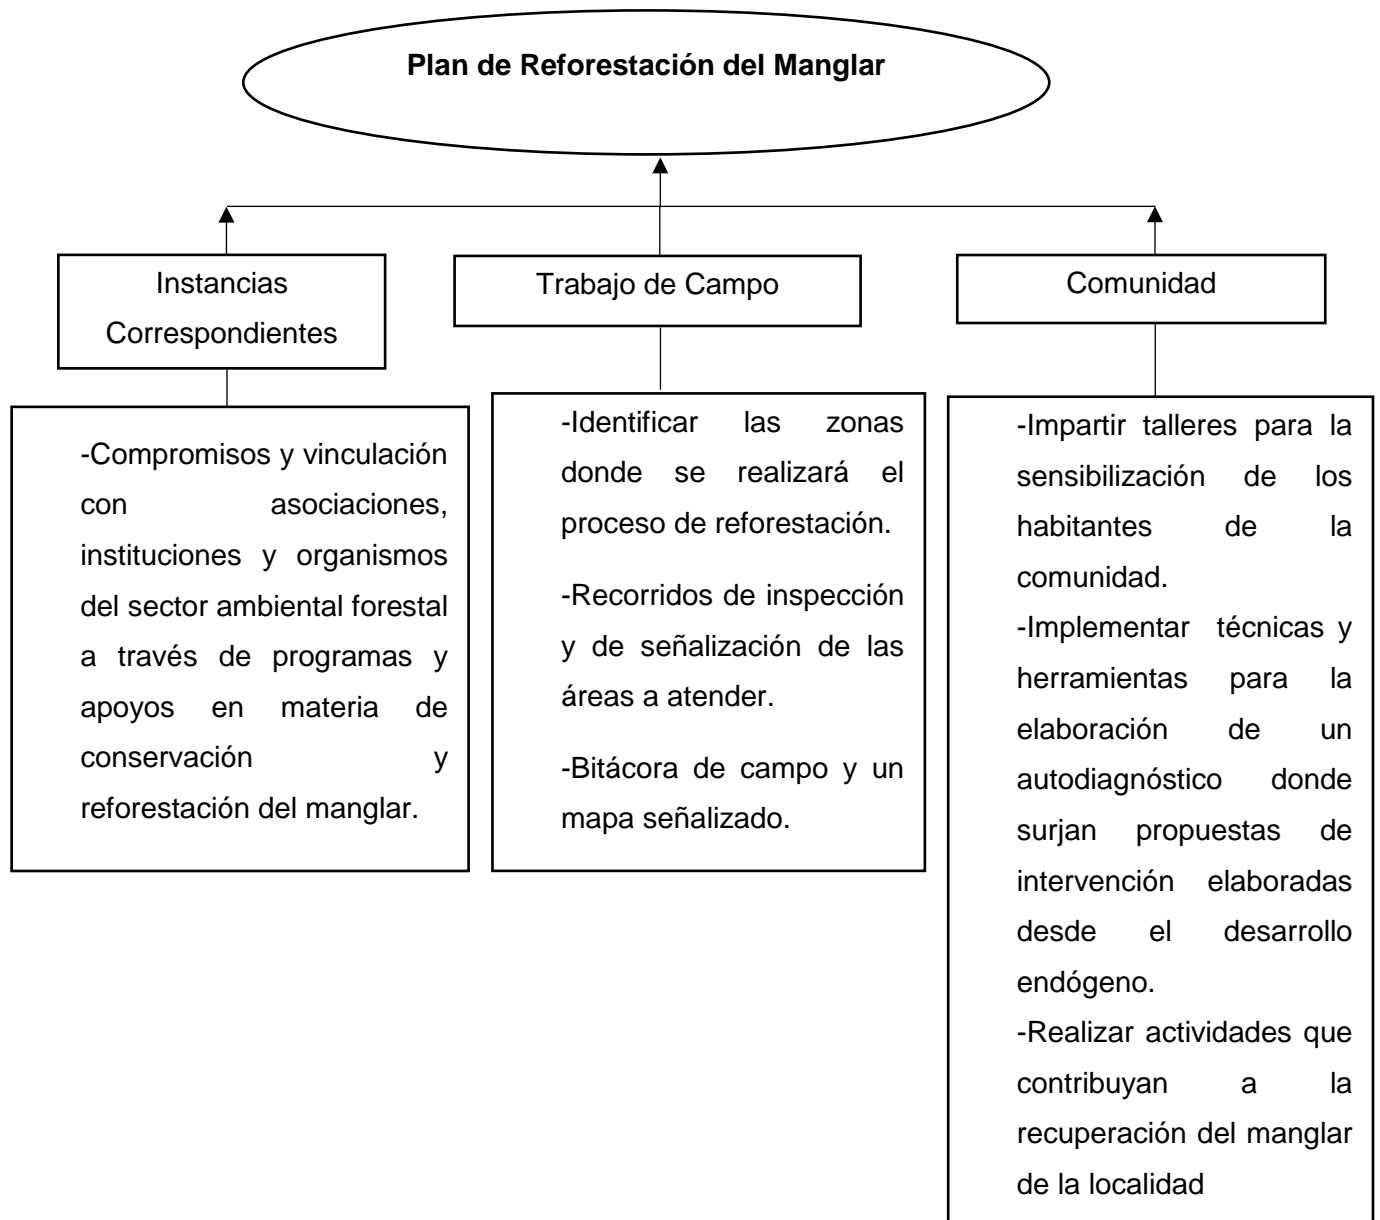 Plan de Reforestación del Manglar
Instancias
Correspondientes
Trabajo de Campo
Comunidad
-Compromisos y vinculación
con asociaciones,
instituciones y organismos
del sector ambiental forestal
a través de programas y
apoyos en materia de
conservación y
reforestación del manglar.
-Identificar las zonas
donde se realizará el
proceso de reforestación.
-Recorridos de inspección
y de señalización de las
áreas a atender.
-Bitácora de campo y un
mapa señalizado.
-Impartir talleres para la
sensibilización de los
habitantes de la
comunidad.
-Implementar técnicas y
herramientas para la
elaboración de un
autodiagnóstico donde
surjan propuestas de
intervención elaboradas
desde el desarrollo
endógeno.
-Realizar actividades que
contribuyan a la
recuperación del manglar
de la localidad